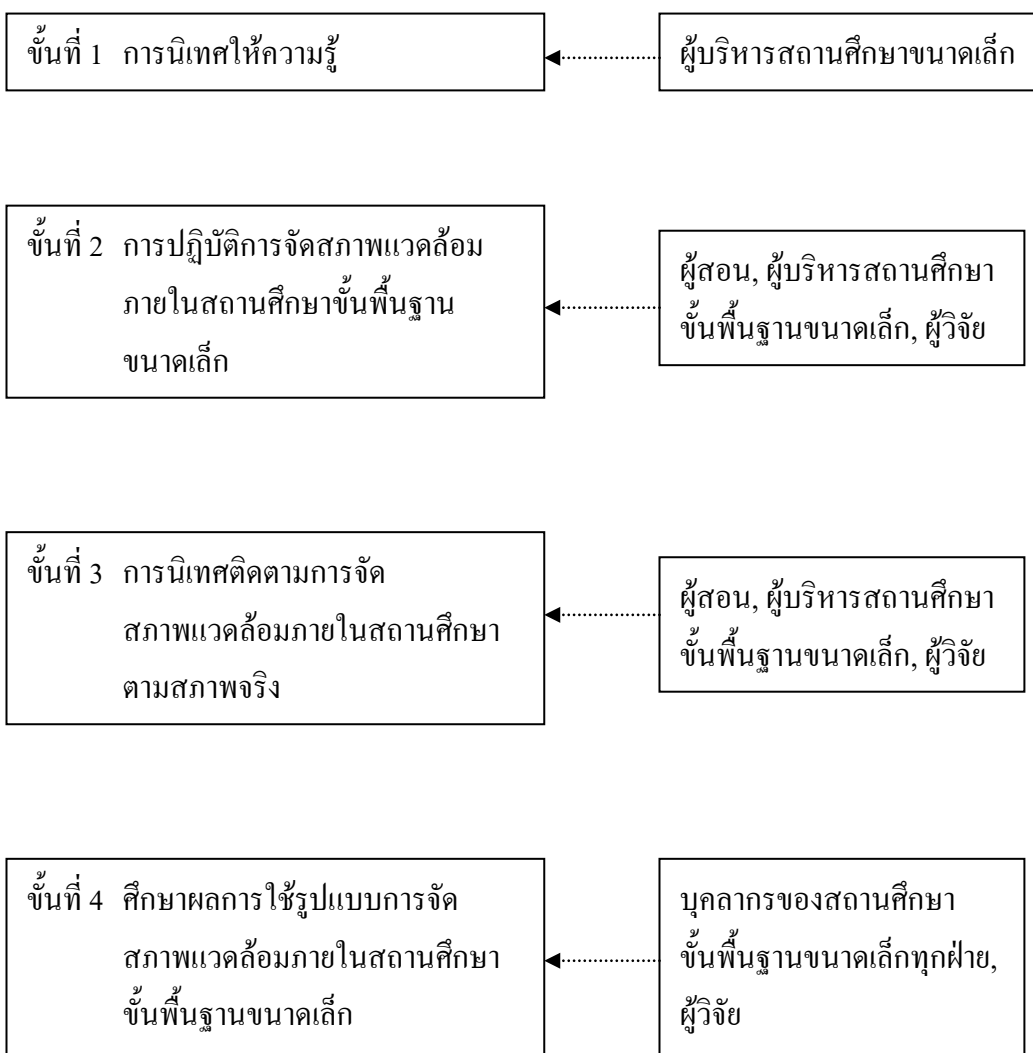 ขั้นที่ 1 การนิเทศให้ความรู้
ผู้บริหารสถานศึกษาขนาดเล็ก
ขั้นที่ 2 การปฏิบัติการจัดสภาพแวดล้อม
ภายในสถานศึกษาขั้นพื้นฐาน
ขนาดเล็ก
ผู้สอน, ผู้บริหารสถานศึกษา
ขั้นพื้นฐานขนาดเล็ก, ผู้วิจัย
ขั้นที่ 3 การนิเทศติดตามการจัด
สภาพแวดล้อมภายในสถานศึกษา
ตามสภาพจริง
ผู้สอน, ผู้บริหารสถานศึกษา
ขั้นพื้นฐานขนาดเล็ก, ผู้วิจัย
ขั้นที่ 4 ศึกษาผลการใช้รูปแบบการจัด
สภาพแวดล้อมภายในสถานศึกษา
ขั้นพื้นฐานขนาดเล็ก
บุคลากรของสถานศึกษา
ขั้นพื้นฐานขนาดเล็กทุกฝ่าย,
ผู้วิจัย